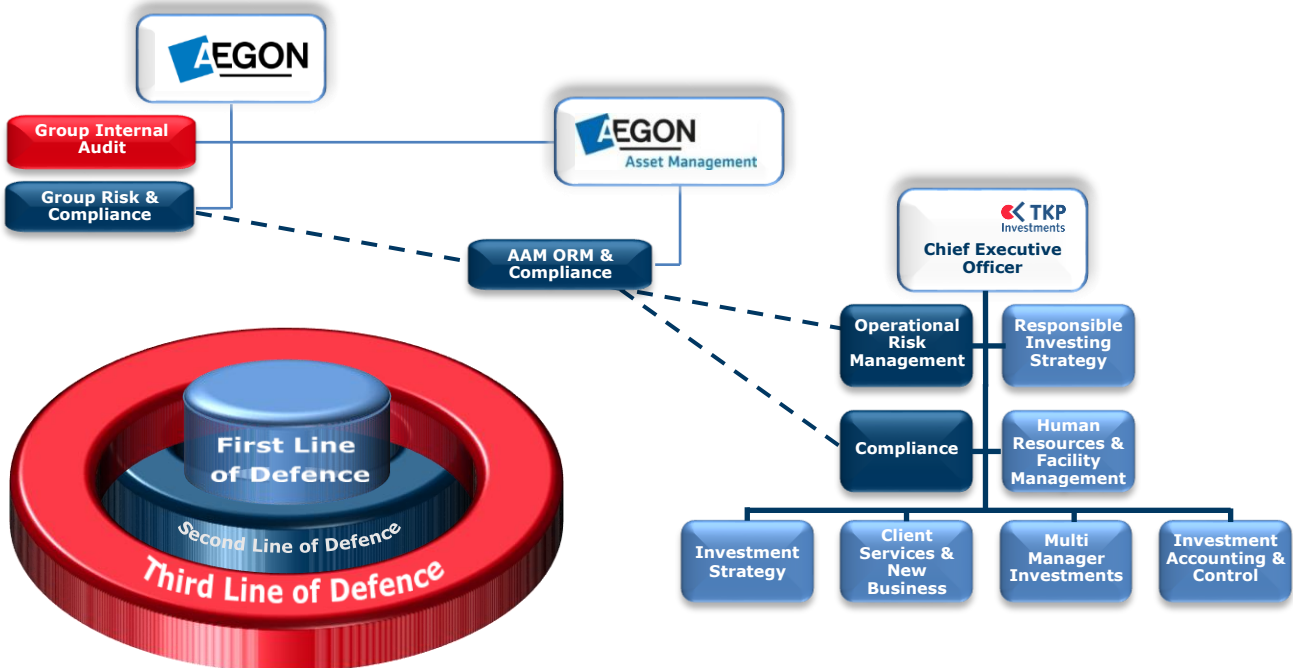 AEGON
Group Internal
Audit
AEGON
Asset Management
Group Risk &
Compliance
TKP
Investments
Chief Executive
Officer
AAM ORM &
Compliance
Operational
Risk
Management
Responsible
Investing
Strategy
First Line
of Defence
Second Line of Defence
Third Line of Defence
Compliance
Human
Resources &
Facility
Management
Investment
Strategy
Client
Services &
New
Business
Multi
Manager
Investments
Investment
Accounting &
Control